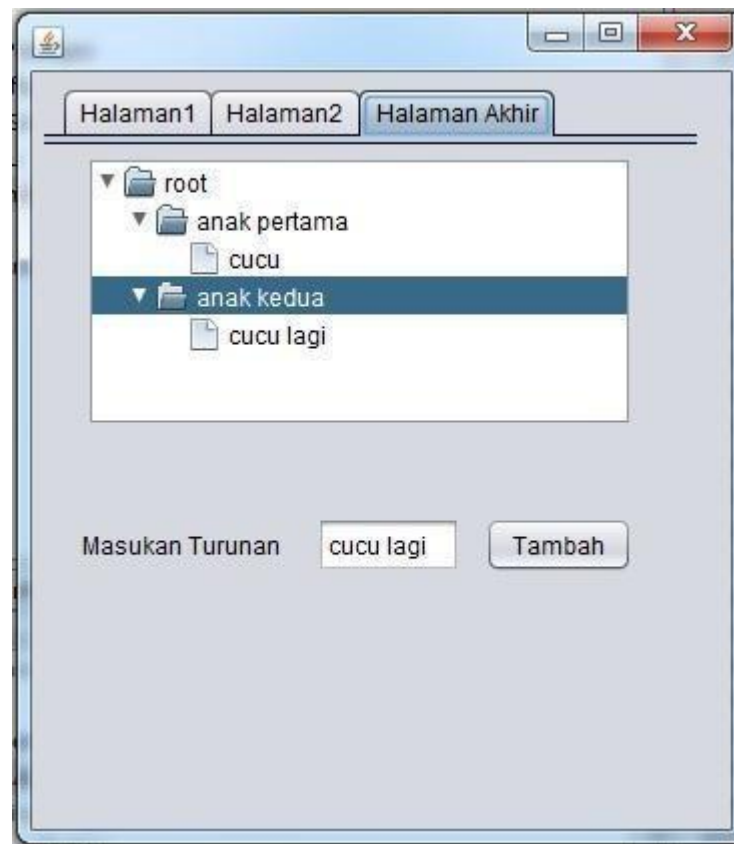 Halaman1 Halaman2 Halaman Akhir
root
anak pertama
cucu
anak kedua
cucu lagi
Masukan Turunan cucu lagi Tambah